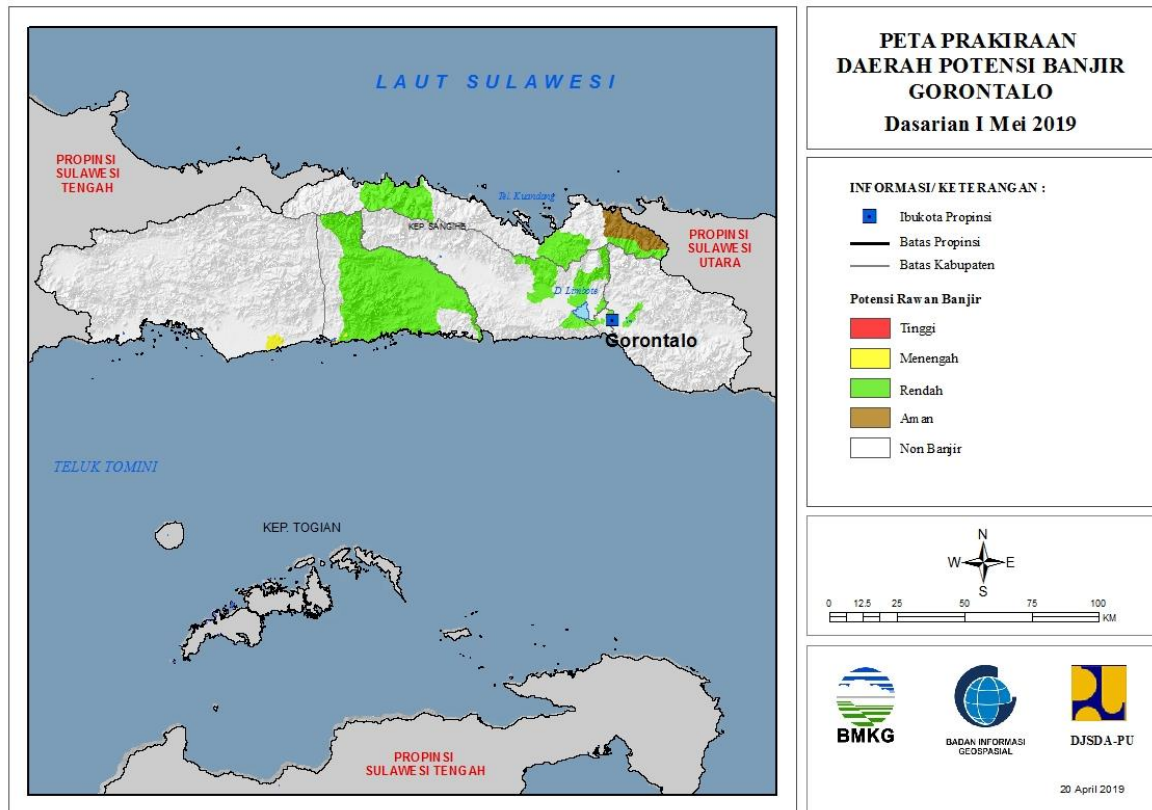 LAUT SULAWESI
PROPINSI
SULAWESI
TENGAH
Tel. Kuandang
KEP. SANGIHE
PROPINSI
SULAWESI
UTARA
D. Limboto
Gorontalo
TELUK TOMINI
KEP. TOGIAN
PROPINSI
SULAWESI TENGAH
PETA PRAKIRAAN
DAERAH POTENSI BANJIR
GORONTALO
Dasarian I Mei 2019
INFORMASI/ KETERANGAN :
Ibukota Propinsi
Batas Propinsi
Batas Kabupaten
Potensi Rawan Banjir
Tinggi
Menengah
Rendah
Aman
Non Banjir
N
W E
S
0 12.5 25 50 75 100
KM
BMKG
BADAN INFORMASI
GEOSPASIAL
DJSDA-PU
20 April 2019